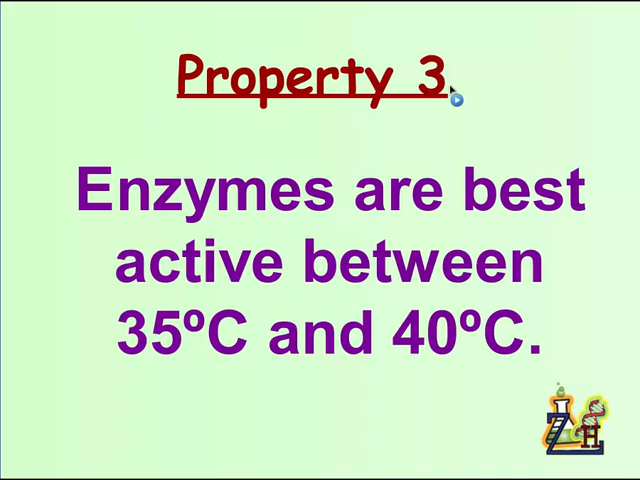 Property 3
Enzymes are best
active between
35ºC and 40ºC.
Z H